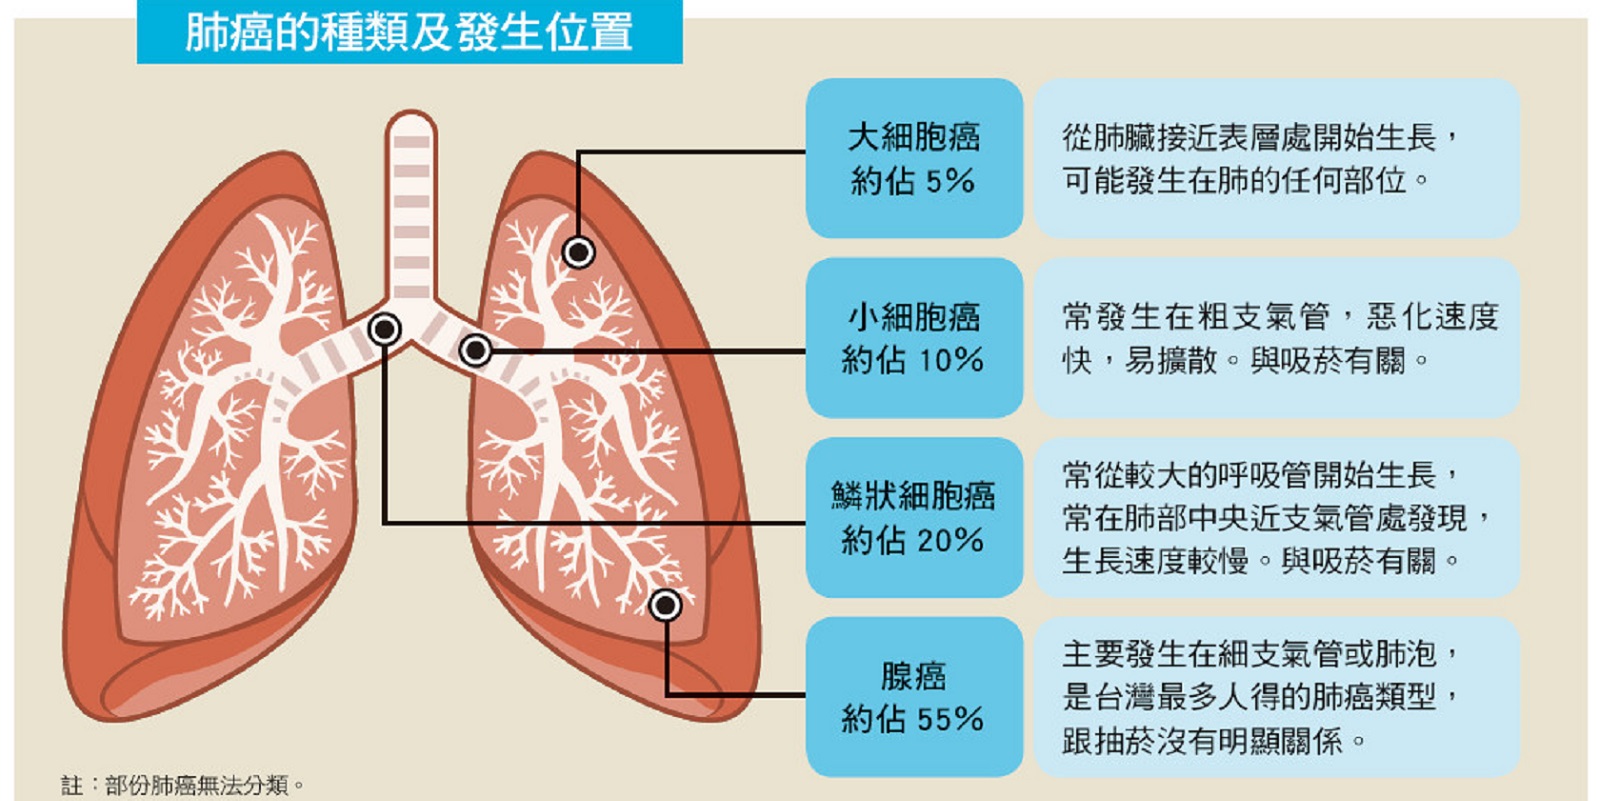 肺癌的種類及發生位置
大細胞癌
約佔 5%
從肺臟接近表層處開始生長，
可能發生在肺的任何部位。
小細胞癌
約佔 10%
常發生在粗支氣管，惡化速度
快，易擴散。與吸菸有關。
鱗狀細胞癌
約佔 20%
常從較大的呼吸管開始生長，
常在肺部中央近支氣管處發現，
生長速度較慢。與吸菸有關。
腺癌
約佔 55%
主要發生在細支氣管或肺泡，
是台灣最多人得的肺癌類型，
跟抽菸沒有明顯關係。
註：部份肺癌無法分類。